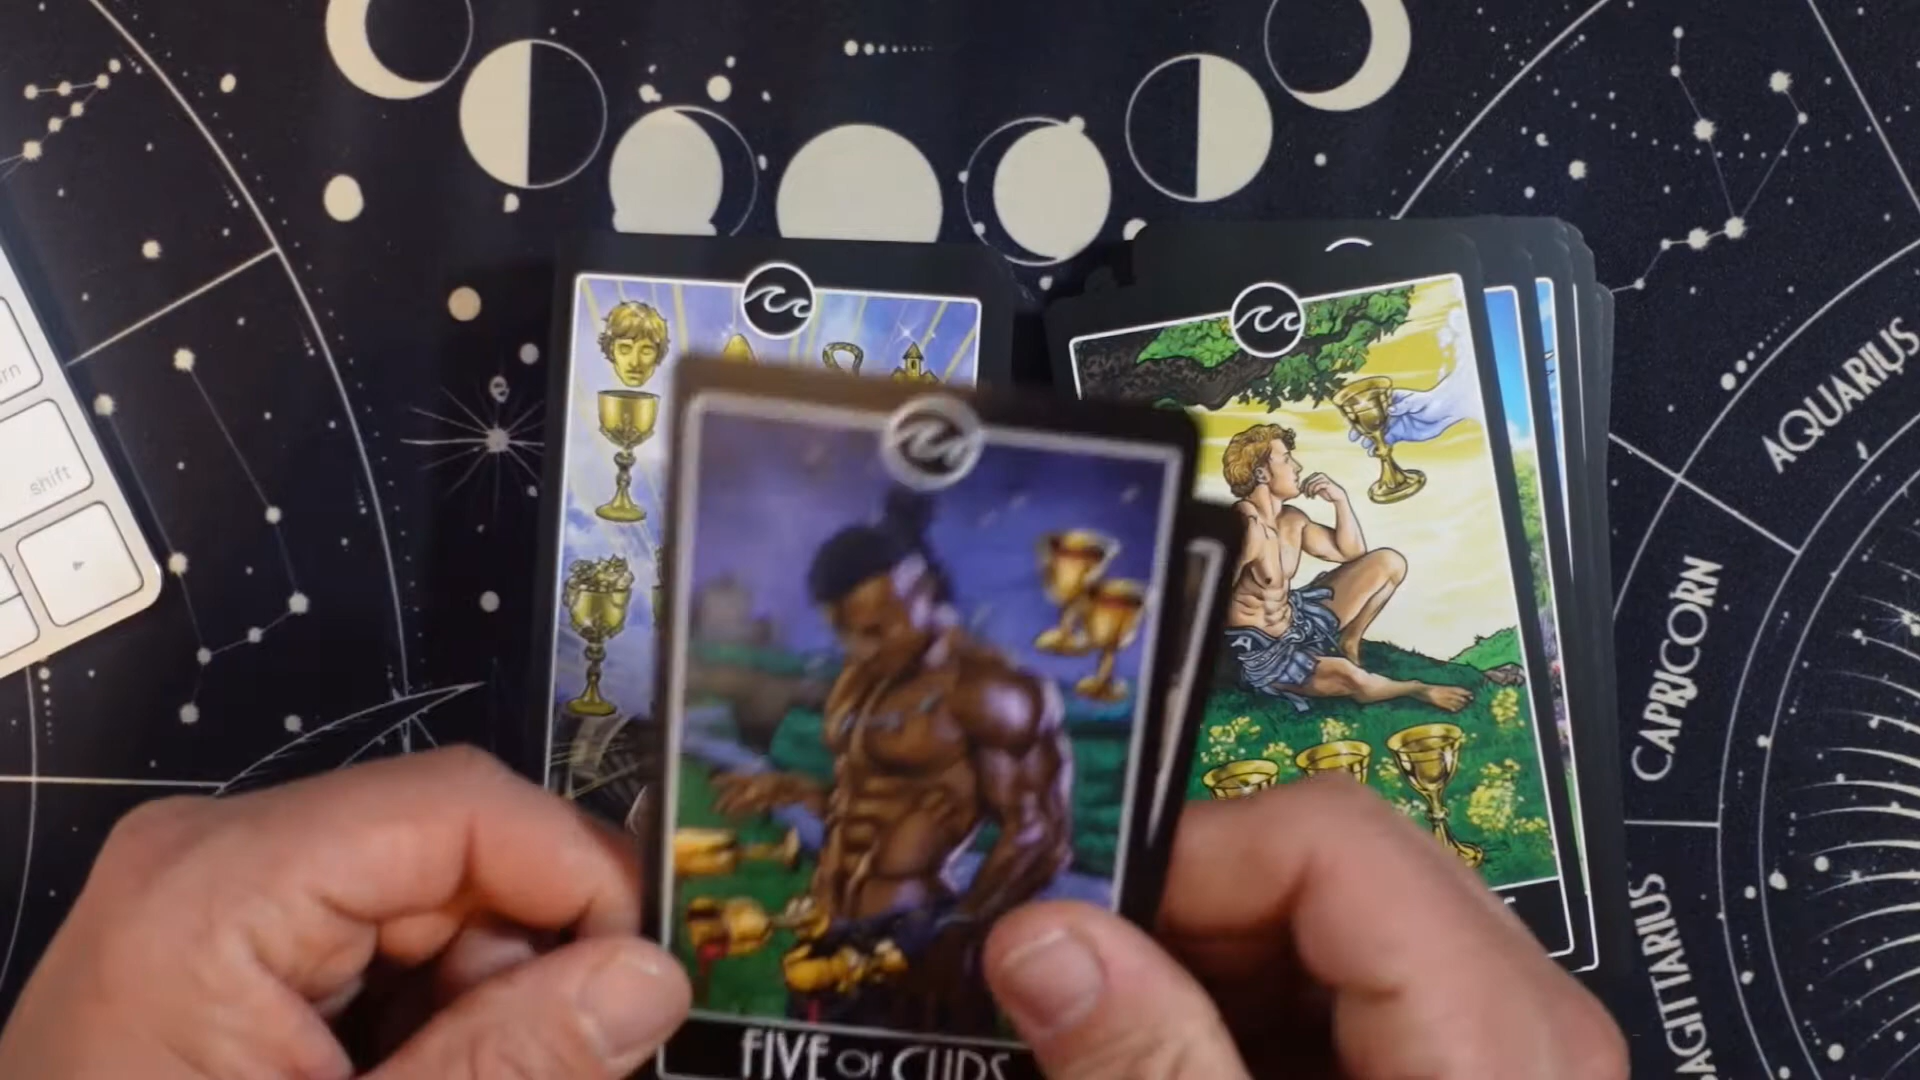 shift
AQUARIUS
CAPRICORN
SAGITTARIUS
FIVE OF CUPS